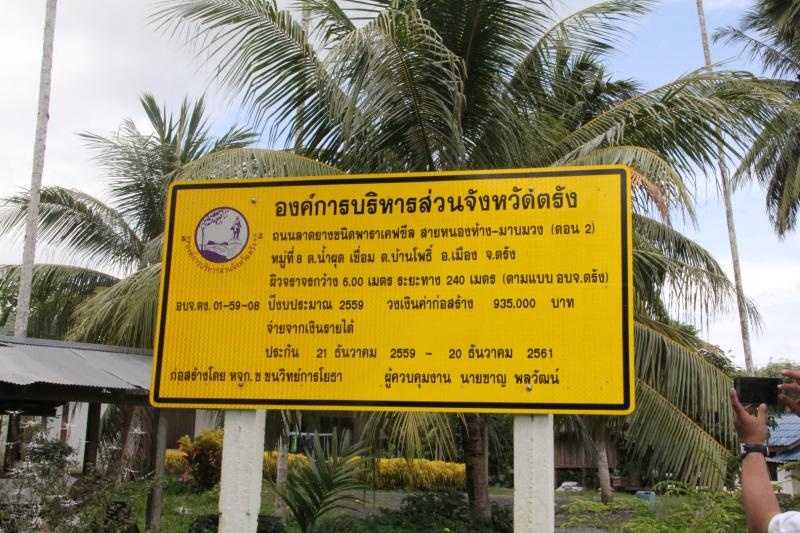 องค์การบริหารส่วนจังหวัดตรัง
ถนนลาดยางชนิดพาราเคพซีล สายหนองห้าง-มาบมวง (ตอน 2)
หมู่ที่ 8 ต.น้ำผุด เชื่อม ต.บ้านโพธิ์ อ.เมือง จ.ตรัง
ผิวจราจรกว้าง 6.00 เมตร ระยะทาง 240 เมตร (ตามแบบ อบจ.ตรัง)
อบจ.ตง. 01-59-08 ปีงบประมาณ 2559 วงเงินค่าก่อสร้าง 935,000 บาท
จ่ายจากเงินรายได้
ประกัน 21 ธันวาคม 2559 - 20 ธันวาคม 2561
ก่อสร้างโดย หจก.ช ชนวิทย์การโยธา ผู้ควบคุมงาน นายชาญ พลวัฒน์